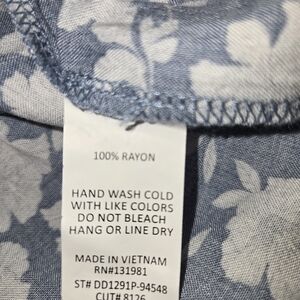 100% RAYON
HAND WASH COLD
WITH LIKE COLORS
DO NOT BLEACH
HANG OR LINE DRY
MADE IN VIETNAM
RN#131981
ST# DD1291P-94548
CUT# 8126